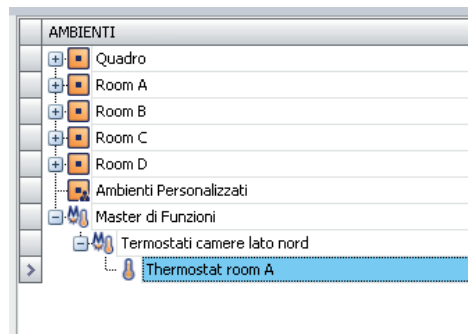 AMBIENTI
Quadro
Room A
Room B
Room C
Room D
Ambienti Personalizzati
Master di Funzioni
Termostati camere lato nord
Thermostat room A